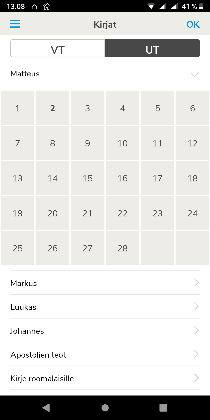 13.08 41 %
Kirjat OK
VT UT
Matteus
1 2 3 4 5 6
7 8 9 10 11 12
13 14 15 16 17 18
19 20 21 22 23 24
25 26 27 28
Markus
Luukas
Johannes
Apostolien teot
Kirje roomalaisille